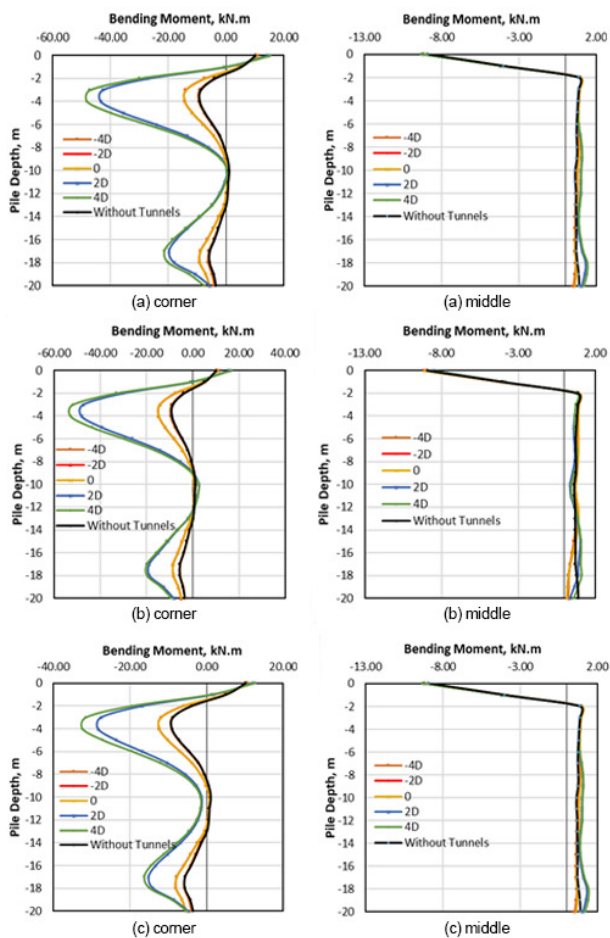 Bending Moment, kN.m
-60.00 -40.00 -20.00 0.00 20.00
Pile Depth, m
0
-2
-4
-6
-8
-10
-12
-14
-16
-18
-20
-4D
-2D
0
2D
4D
Without Tunnels
(a) corner
Bending Moment, kN.m
-13.00 -8.00 -3.00 2.00
Pile Depth, m
0
-2
-4
-6
-8
-10
-12
-14
-16
-18
-20
-4D
-2D
0
2D
4D
Without Tunnels
(a) middle
Bending Moment, kN.m
-60.00 -40.00 -20.00 0.00 20.00 40.00
Pile Depth, m
0
-2
-4
-6
-8
-10
-12
-14
-16
-18
-20
-4D
-2D
0
2D
4D
Without Tunnels
(b) corner
Bending Moment, kN.m
-13.00 -8.00 -3.00 2.00
Pile Depth, m
0
-2
-4
-6
-8
-10
-12
-14
-16
-18
-20
-4D
-2D
0
2D
4D
Without Tunnels
(b) middle
Bending Moment, kN.m
-40.00 -20.00 0.00 20.00
Pile Depth, m
0
-2
-4
-6
-8
-10
-12
-14
-16
-18
-20
-4D
-2D
0
2D
4D
Without Tunnels
(c) corner
Bending Moment, kN.m
-13.00 -8.00 -3.00 2.00
Pile Depth, m
0
-2
-4
-6
-8
-10
-12
-14
-16
-18
-20
-4D
-2D
0
2D
4D
Without Tunnels
(c) middle